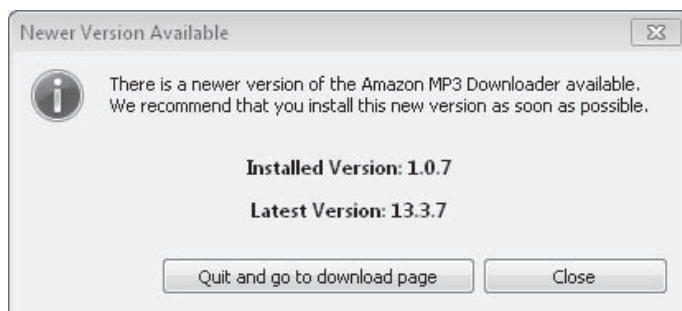 Newer Version Available
There is a newer version of the Amazon MP3 Downloader available.
We recommend that you install this new version as soon as possible.
Installed Version: 1.0.7
Latest Version: 13.3.7
Quit and go to download page
Close